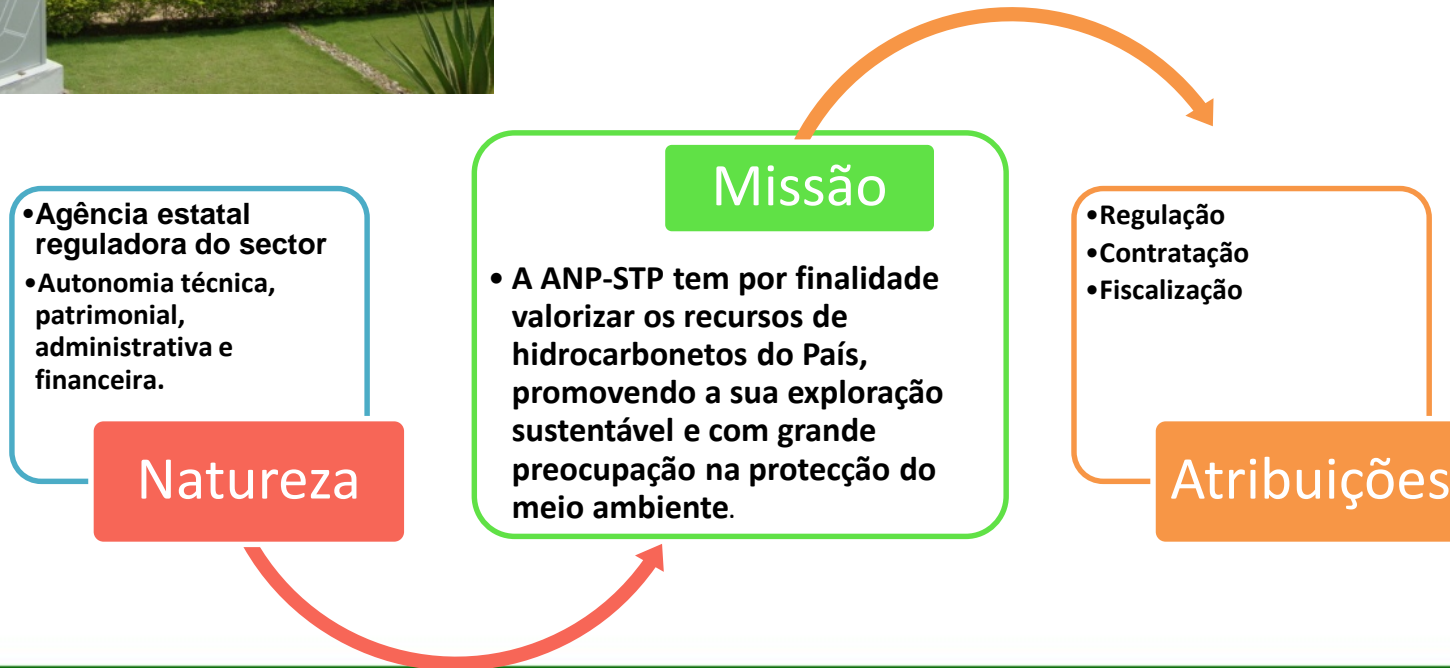 •Agência estatal
reguladora do sector
•Autonomia técnica,
patrimonial,
administrativa e
financeira.
Natureza
Missão
• A ANP-STP tem por finalidade
valorizar os recursos de
hidrocarbonetos do País,
promovendo a sua exploração
sustentável e com grande
preocupação na protecção do
meio ambiente.
•Regulação
•Contratação
•Fiscalização
Atribuições